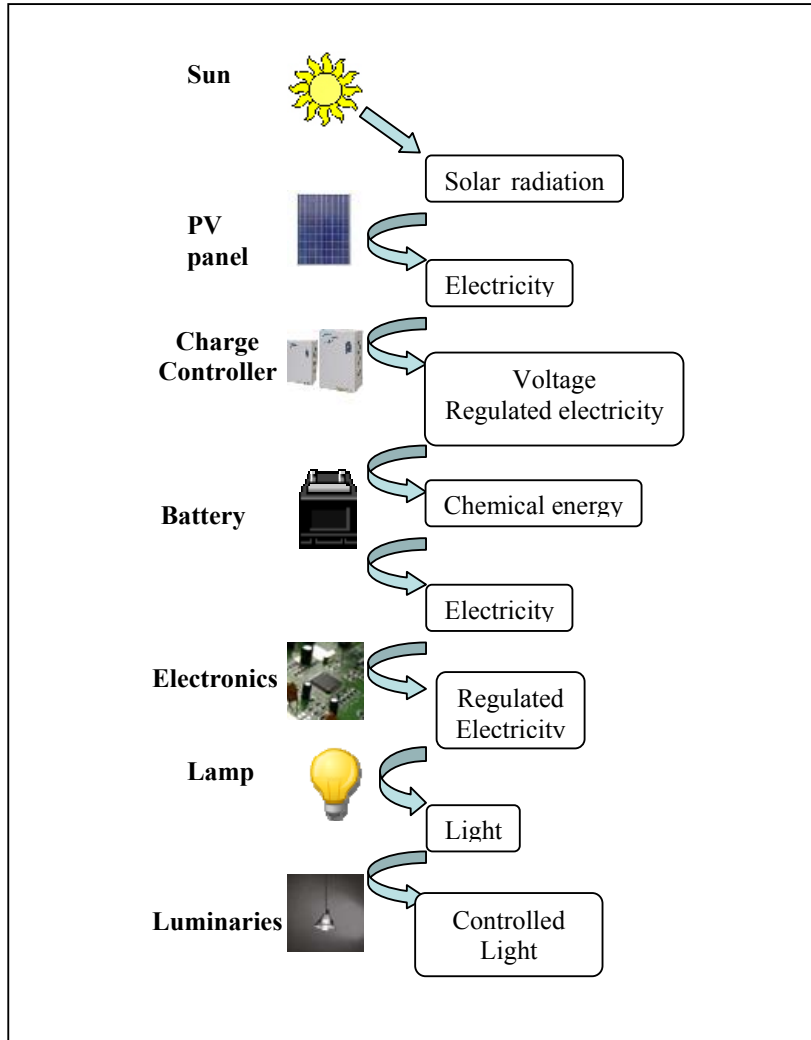 Sun
Solar radiation
PV
panel
Electricity
Charge
Controller
Voltage
Regulated electricity
Battery
Chemical energy
Electricity
Electronics
Regulated
Electricity
Lamp
Light
Luminaries
Controlled
Light